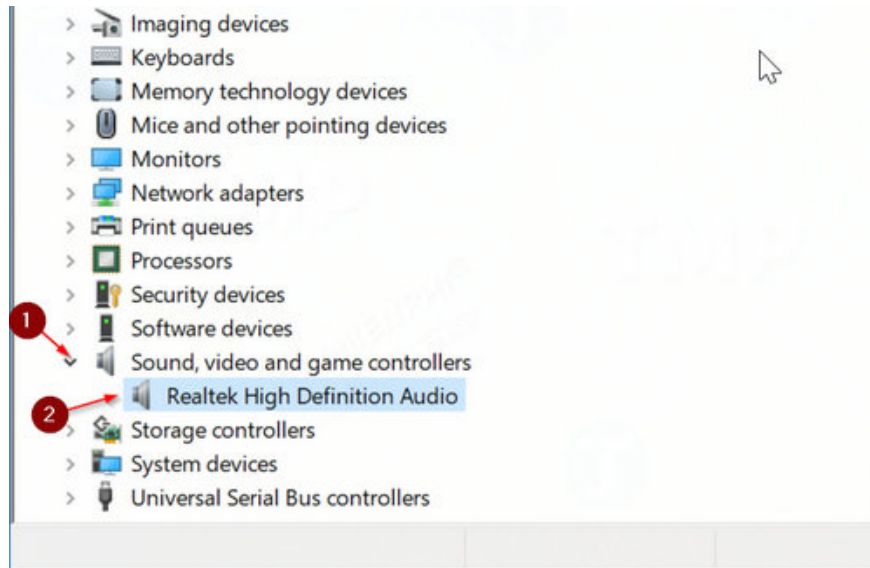 Imaging devices
Keyboards
Memory technology devices
Mice and other pointing devices
Monitors
Network adapters
Print queues
Processors
Security devices
1
Software devices
Sound, video and game controllers
Realtek High Definition Audio
2
Storage controllers
System devices
Universal Serial Bus controllers